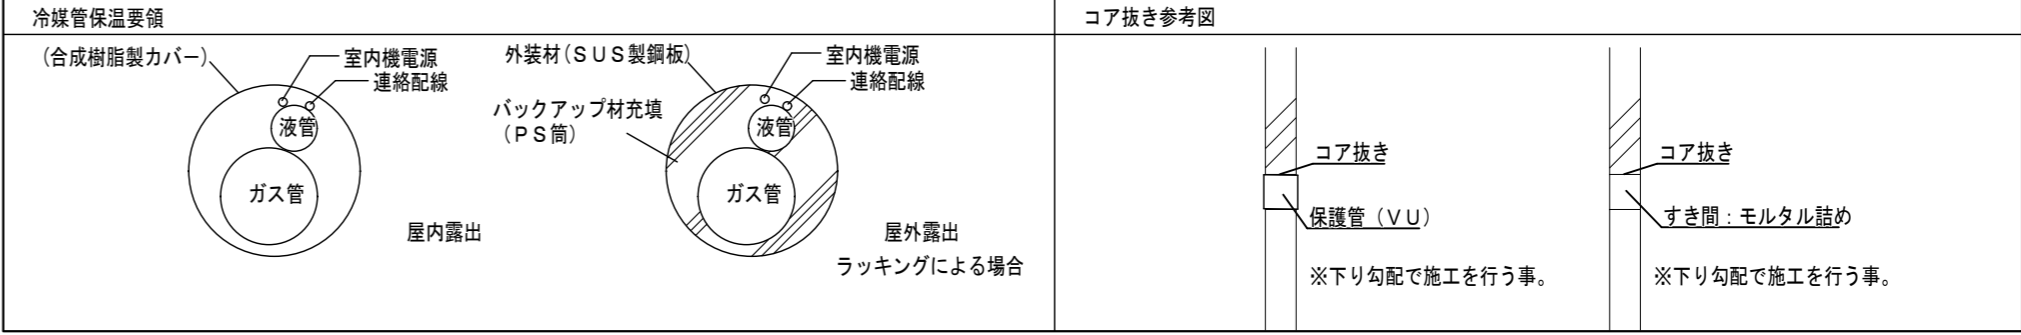 冷媒管保温要領
(合成樹脂製カバー)
室内機電源
連絡配線
液管
ガス管
屋内露出
外装材(ＳＵＳ製鋼板)
室内機電源
連絡配線
バックアップ材充填
(ＰＳ筒)
液管
ガス管
屋外露出
ラッキングによる場合
コア抜き参考図
コア抜き
保護管（ＶＵ）
※下り勾配で施工を行う事。
コア抜き
すき間：モルタル詰め
※下り勾配で施工を行う事。